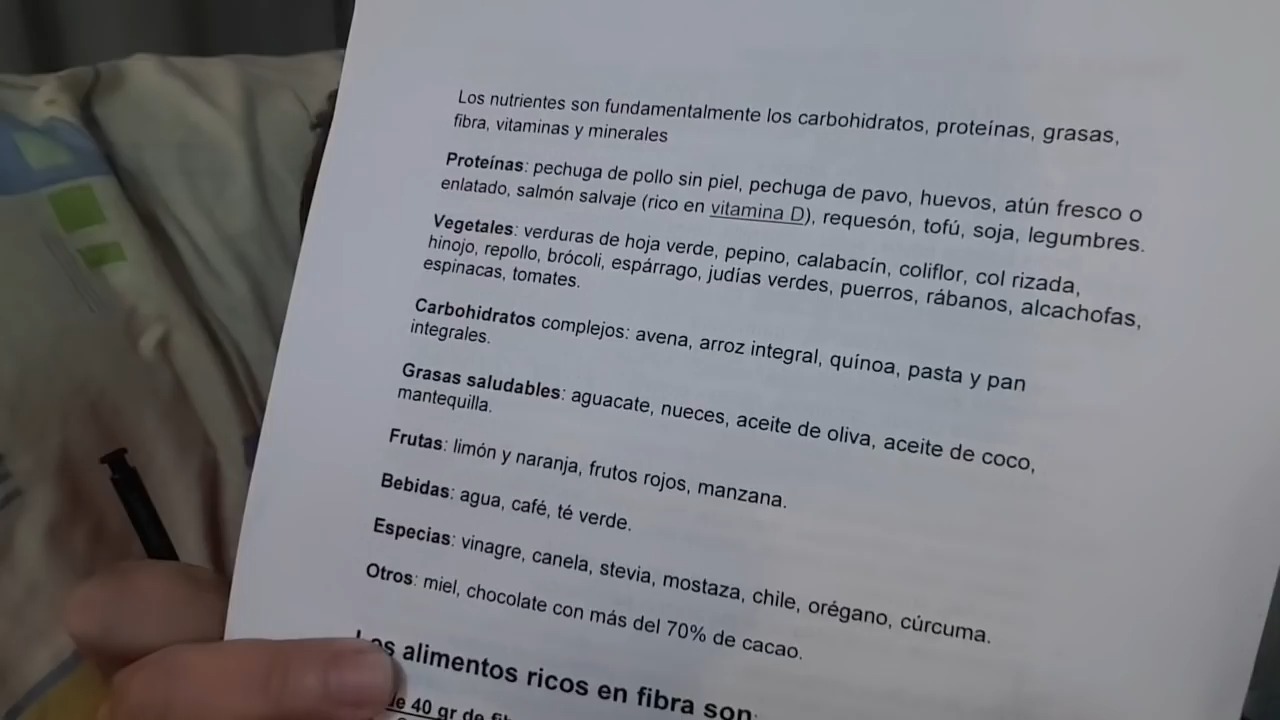 Los nutrientes son fundamentalmente los carbohidratos, proteínas, grasas,
fibra, vitaminas y minerales
Proteínas: pechuga de pollo sin piel, pechuga de pavo, huevos, atún fresco o
enlatado, salmón salvaje (rico en vitamina D), requesón, tofú, soja, legumbres.
Vegetales: verduras de hoja verde, pepino, calabacín, coliflor, col rizada,
hinojo, repollo, brócoli, espárrago, judías verdes, puerros, rábanos, alcachofas,
espinacas, tomates.
Carbohidratos complejos: avena, arroz integral, quínoa, pasta y pan
integrales.
Grasas saludables: aguacate, nueces, aceite de oliva, aceite de coco,
mantequilla.
Frutas: limón y naranja, frutos rojos, manzana.
Bebidas: agua, café, té verde.
Especias: vinagre, canela, stevia, mostaza, chile, orégano, cúrcuma.
Otros: miel, chocolate con más del 70% de cacao.
Los alimentos ricos en fibra son:
de 40 gr de